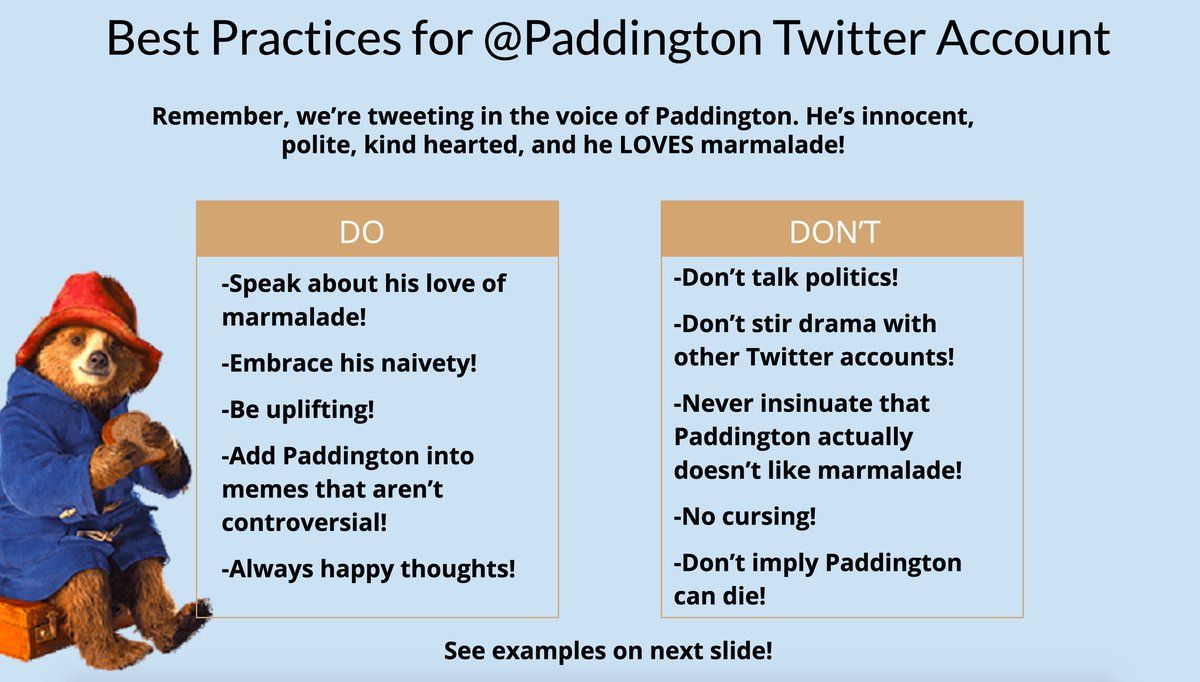 Best Practices for @Paddington Twitter Account
Remember, we’re tweeting in the voice of Paddington. He’s innocent,
polite, kind hearted, and he LOVES marmalade!
DO
-Speak about his love of
marmalade!
-Embrace his naivety!
-Be uplifting!
-Add Paddington into
memes that aren’t
controversial!
-Always happy thoughts!
DON’T
-Don’t talk politics!
-Don’t stir drama with
other Twitter accounts!
-Never insinuate that
Paddington actually
doesn’t like marmalade!
-No cursing!
-Don’t imply Paddington
can die!
See examples on next slide!